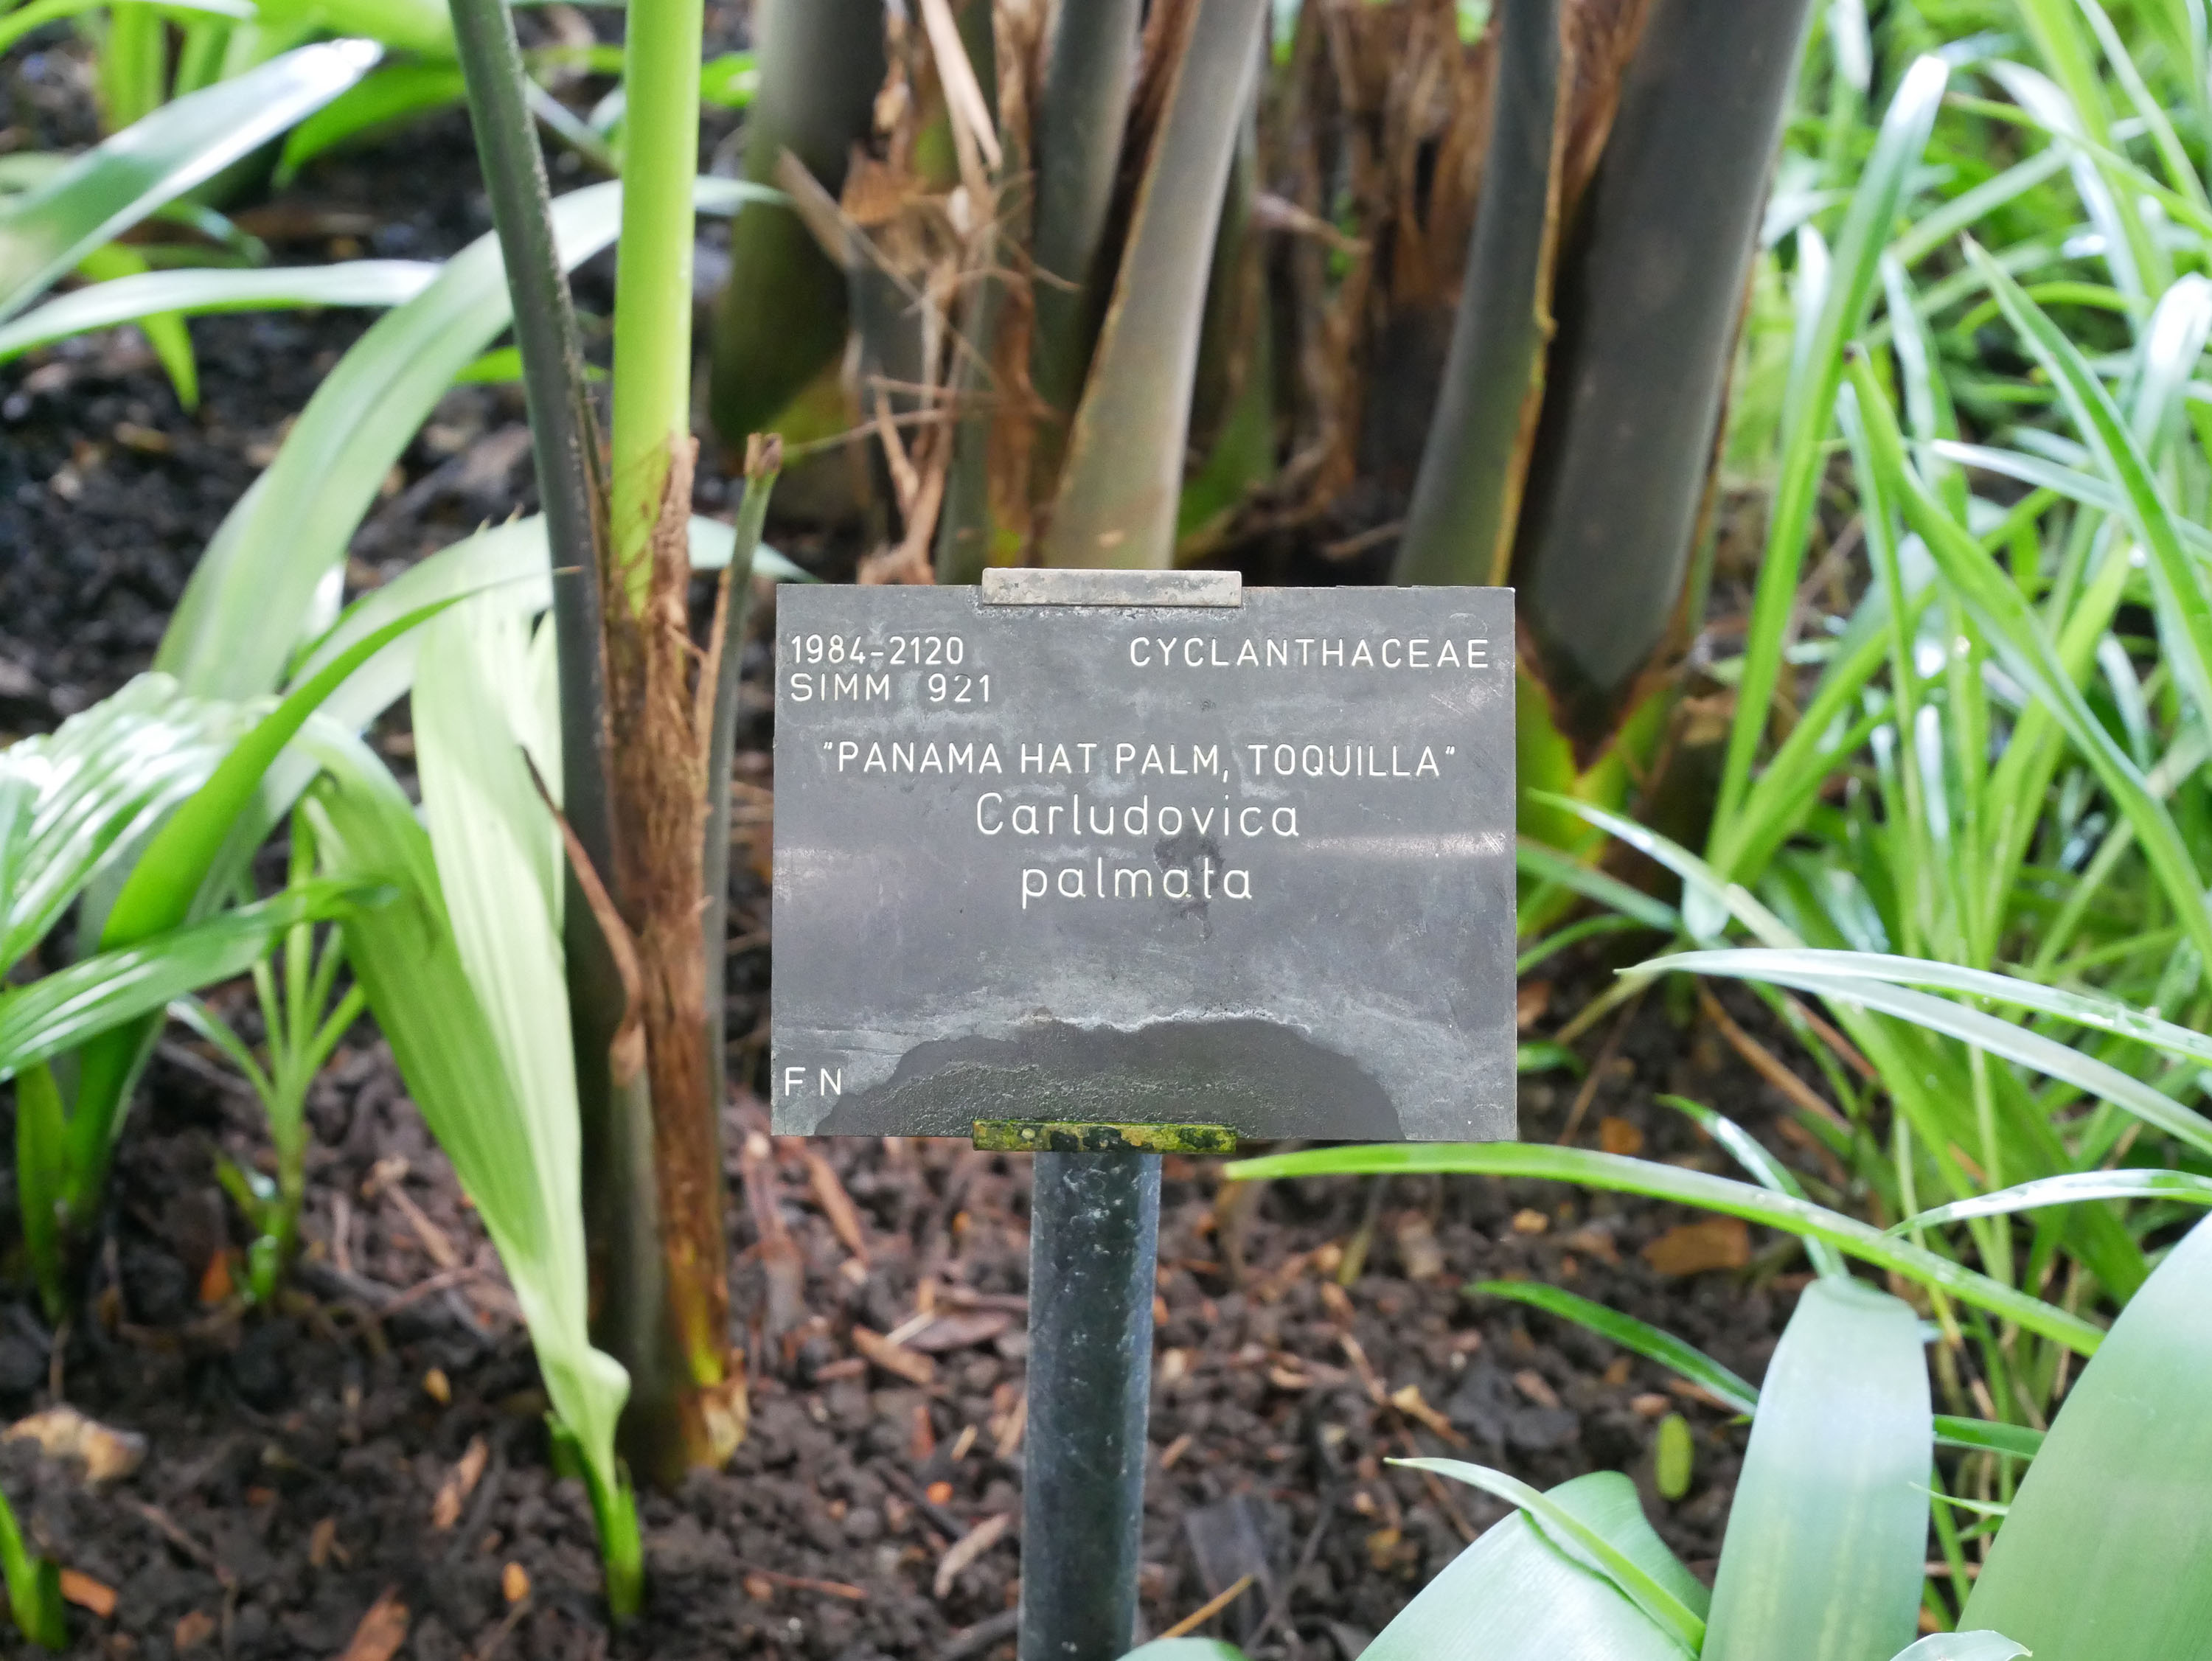 1984-2120 CYCLANTHACEAE
SIMM 921
"PANAMA HAT PALM, TOQUILLA"
Carludovica
palmata
FN